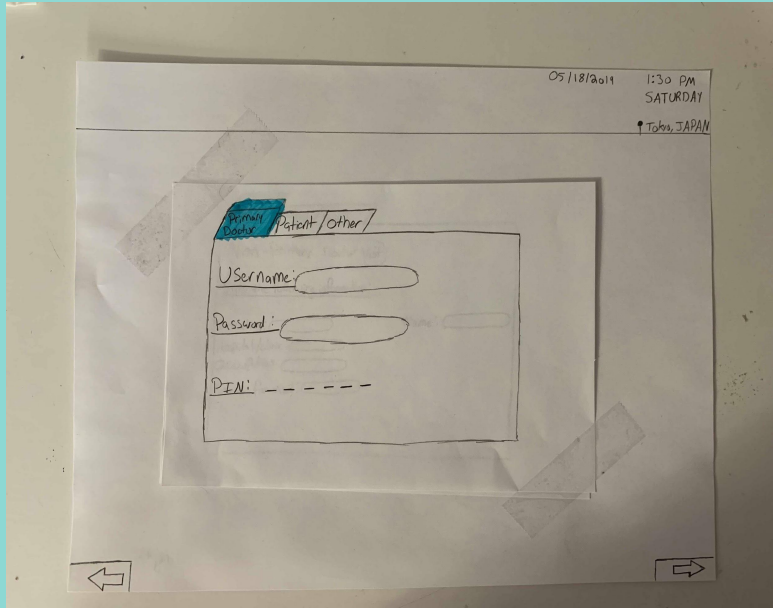 05/18/2019
1:30 PM
SATURDAY
Tokyo, JAPAN
Primary
Doctor
Patient
Other
Username:
Password:
PIN: _ _ _ _ _ _